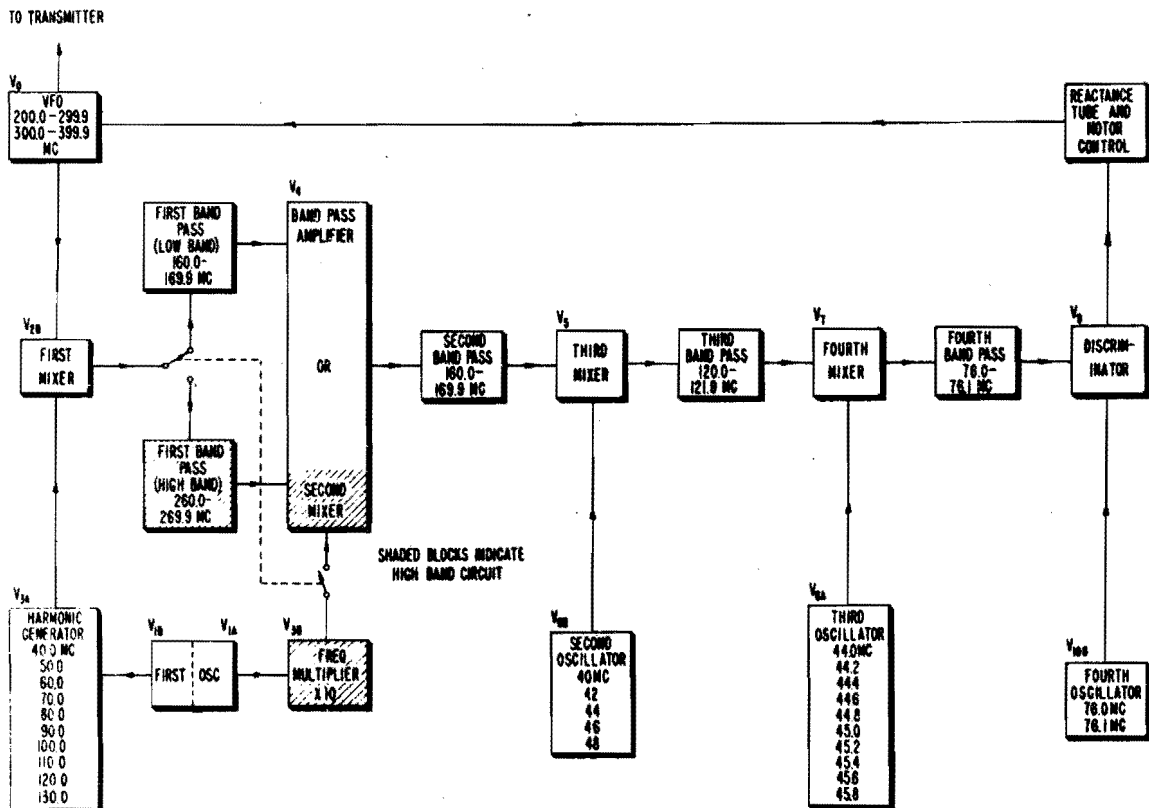 TO TRANSMITTER
V9
VFO
200.0-299.9
300.0-399.9
MC
REACTANCE
TUBE AND
MOTOR
CONTROL
FIRST BAND
PASS
(LOW BAND)
160.0-
169.9 MC
V4
BAND PASS
AMPLIFIER
OR
SECOND
MIXER
V2B
FIRST
MIXER
FIRST BAND
PASS
(HIGH BAND)
260.0-
269.9 MC
SECOND
BAND PASS
160.0-
169.9 MC
V5
THIRD
MIXER
THIRD
BAND PASS
120.0-
121.9 MC
V7
FOURTH
MIXER
FOURTH
BAND PASS
76.0-
76.1 MC
V9
DISCRIM-
INATOR
SHADED BLOCKS INDICATE
HIGH BAND CIRCUIT
V3A
HARMONIC
GENERATOR
40.0 MC
50.0
60.0
70.0
80.0
90.0
100.0
110.0
120.0
130.0
V1B
V1A
FIRST OSC
V3B
FREQ
MULTIPLIER
X10
SECOND
OSCILLATOR
40MC
42
44
46
48
THIRD
OSCILLATOR
44.0MC
44.2
44.4
44.6
44.8
45.0
45.2
45.4
45.6
45.8
FOURTH
OSCILLATOR
76.0MC
76.1MC